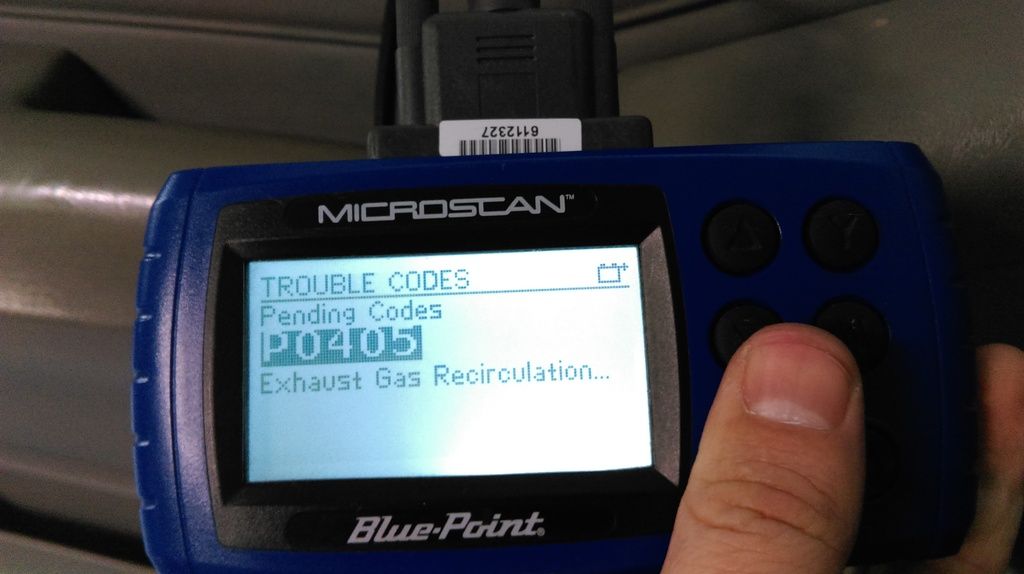 6112327
MICROSCAN™
TROUBLE CODES
Pending Codes
P0405
Exhaust Gas Recirculation...
Blue-Point®